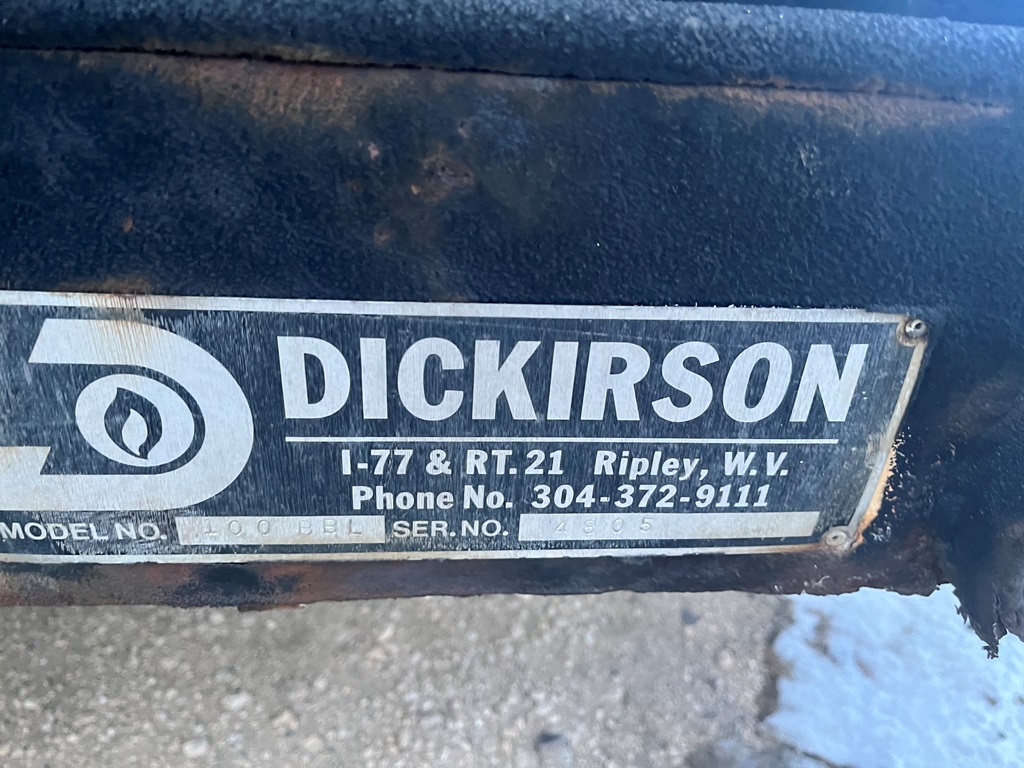 DICKIRSON
I-77 & RT. 21 Ripley, W.V.
Phone No. 304-372-9111
MODEL NO. 100 BBL SER. NO. 4805